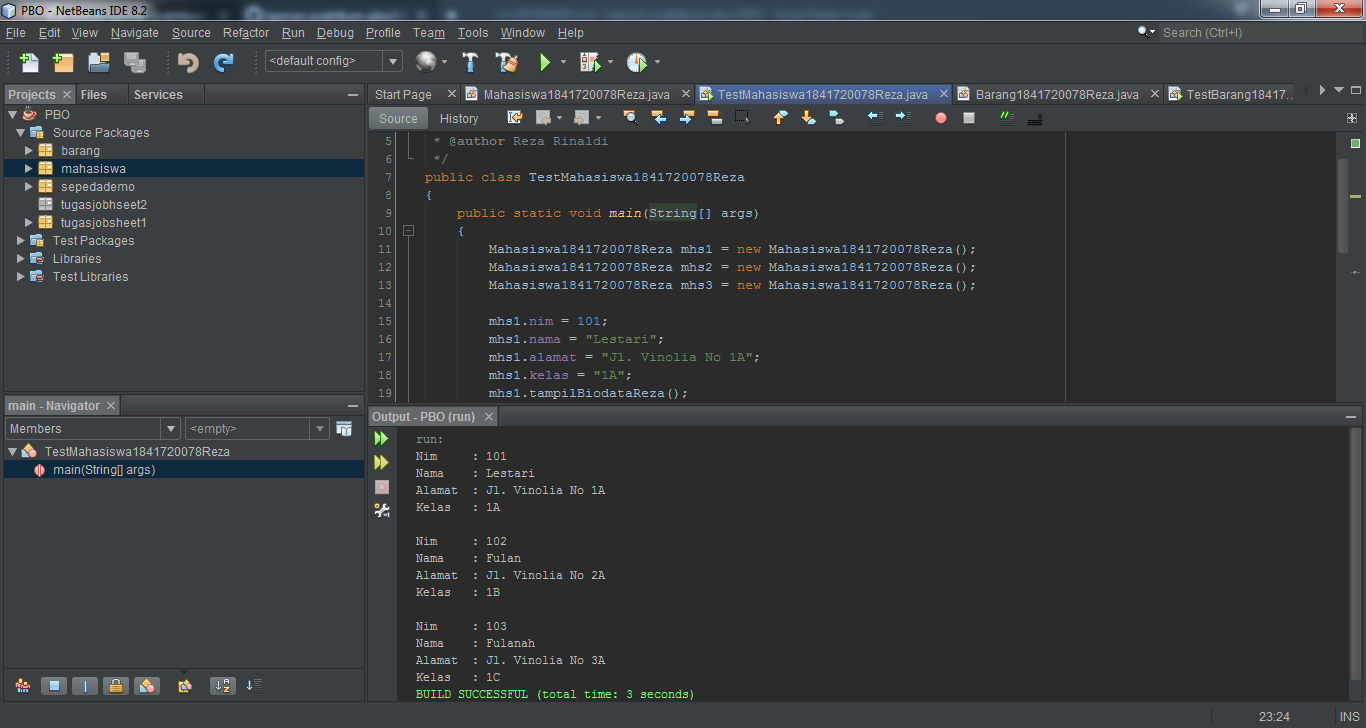 PBO - NetBeans IDE 8.2
File Edit View Navigate Source Refactor Run Debug Profile Team Tools Window Help
Search (Ctrl+I)
<default config>
Projects Files Services
PBO
Source Packages
barang
mahasiswa
sepedademo
tugasjobhseet2
tugasjobsheet1
Test Packages
Libraries
Test Libraries
Start Page Mahasiswa1841720078Reza.java TestMahasiswa1841720078Reza.java Barang1841720078Reza.java TestBarang18417...
Source History
5 * @author Reza Rinaldi
6 */
7 public class TestMahasiswa1841720078Reza
8 {
9 public static void main(String[] args)
10 {
11 Mahasiswa1841720078Reza mhs1 = new Mahasiswa1841720078Reza();
12 Mahasiswa1841720078Reza mhs2 = new Mahasiswa1841720078Reza();
13 Mahasiswa1841720078Reza mhs3 = new Mahasiswa1841720078Reza();
14
15 mhs1.nim = 101;
16 mhs1.nama = "Lestari";
17 mhs1.alamat = "Jl. Vinolia No 1A";
18 mhs1.kelas = "1A";
19 mhs1.tampilBiodataReza();
main - Navigator
Members <empty>
TestMahasiswa1841720078Reza
main(String[] args)
Output - PBO (run)
run:
Nim : 101
Nama : Lestari
Alamat : Jl. Vinolia No 1A
Kelas : 1A
Nim : 102
Nama : Fulan
Alamat : Jl. Vinolia No 2A
Kelas : 1B
Nim : 103
Nama : Fulanah
Alamat : Jl. Vinolia No 3A
Kelas : 1C
BUILD SUCCESSFUL (total time: 3 seconds)
23:24 INS